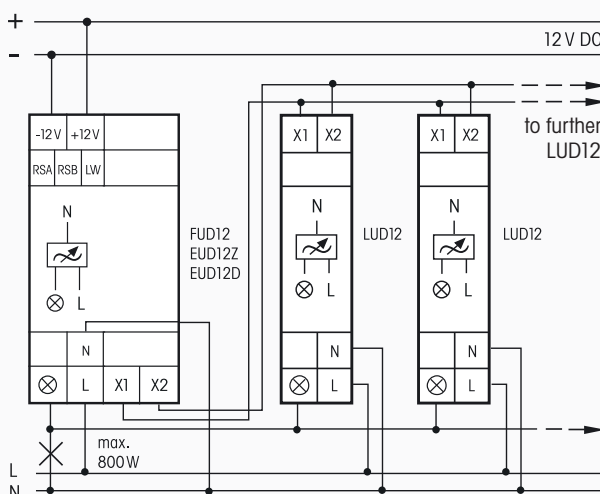 +
12 V DC
-
-12V +12V
X1 X2
X1 X2
to further
LUD12
RSA RSB LW
N
N
N
FUD12
EUD12Z
EUD12D
LUD12
LUD12
L
L
L
N
N
N
L X1 X2
L
L
max.
800W
L
N